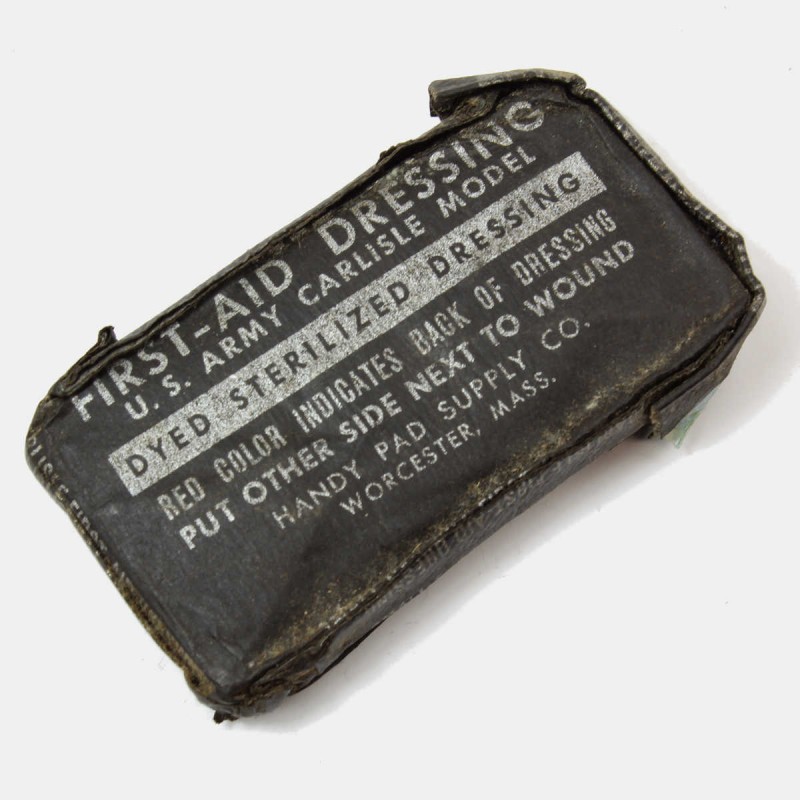 FIRST-AID DRESSING
U. S. ARMY CARLISLE MODEL
DYED STERILIZED DRESSING
RED COLOR INDICATES BACK OF DRESSING
PUT OTHER SIDE NEXT TO WOUND
HANDY PAD SUPPLY CO.
WORCESTER, MASS.